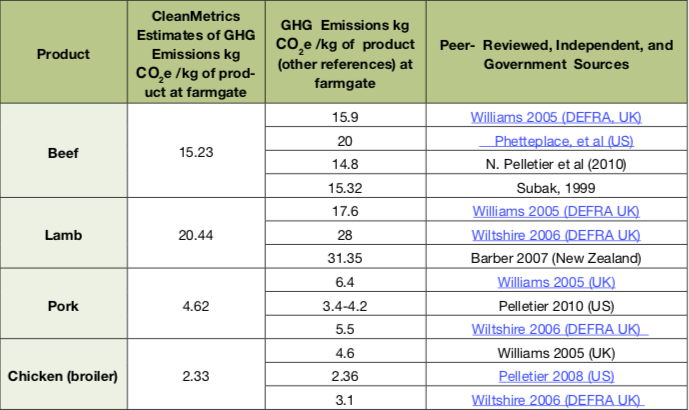 Product
CleanMetrics
Estimates of GHG
Emissions kg
CO2e /kg of prod-
uct at farmgate
GHG Emissions kg
CO2e /kg of product
(other references) at
farmgate
Peer- Reviewed, Independent, and
Government Sources
Beef
15.23
15.9
Williams 2005 (DEFRA, UK)
20
Phetteplace, et al (US)
14.8
N. Pelletier et al (2010)
15.32
Subak, 1999
Lamb
20.44
17.6
Williams 2005 (DEFRA UK)
28
Wiltshire 2006 (DEFRA UK)
31.35
Barber 2007 (New Zealand)
Pork
4.62
6.4
Williams 2005 (UK)
3.4-4.2
Pelletier 2010 (US)
5.5
Wiltshire 2006 (DEFRA UK)
Chicken (broiler)
2.33
4.6
Williams 2005 (UK)
2.36
Pelletier 2008 (US)
3.1
Wiltshire 2006 (DEFRA UK)